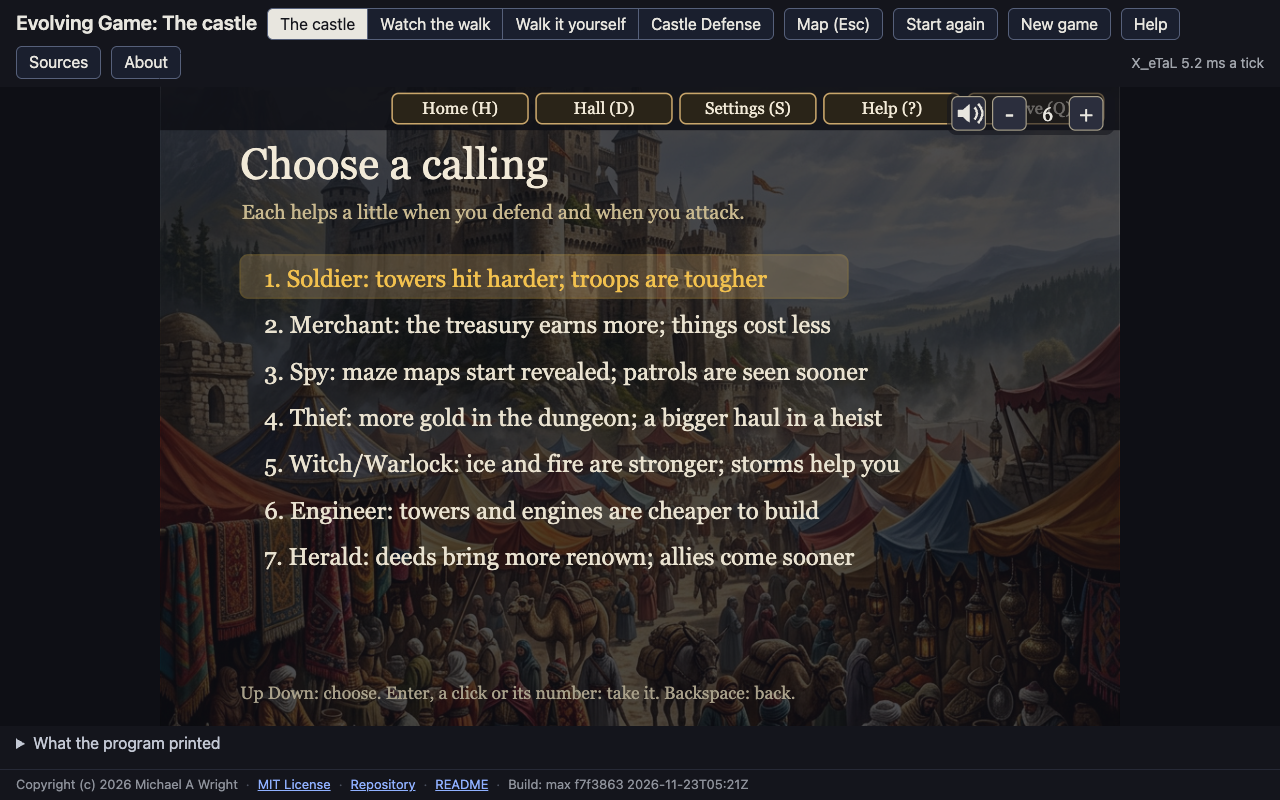 Evolving Game: The castle The castle Watch the walk Walk it yourself Castle Defense Map (Esc) Start again New game Help
Sources About X_eTaL 5.2 ms a tick
Home (H) Hall (D) Settings (S) Help (?) - 6 +
Choose a calling
Each helps a little when you defend and when you attack.
1. Soldier: towers hit harder; troops are tougher
2. Merchant: the treasury earns more; things cost less
3. Spy: maze maps start revealed; patrols are seen sooner
4. Thief: more gold in the dungeon; a bigger haul in a heist
5. Witch/Warlock: ice and fire are stronger; storms help you
6. Engineer: towers and engines are cheaper to build
7. Herald: deeds bring more renown; allies come sooner
Up Down: choose. Enter, a click or its number: take it. Backspace: back.
▶ What the program printed
Copyright (c) 2026 Michael A Wright · MIT License · Repository · README · Build: max f7f3863 2026-11-23T05:21Z